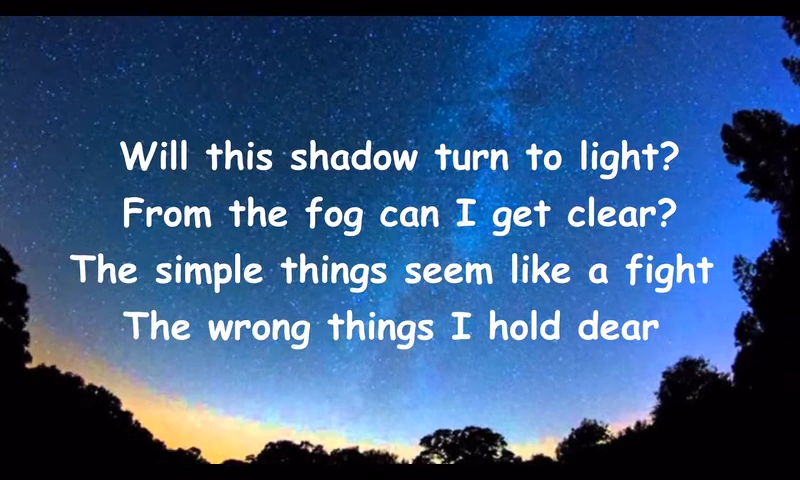 Will this shadow turn to light?
From the fog can I get clear?
The simple things seem like a fight
The wrong things I hold dear